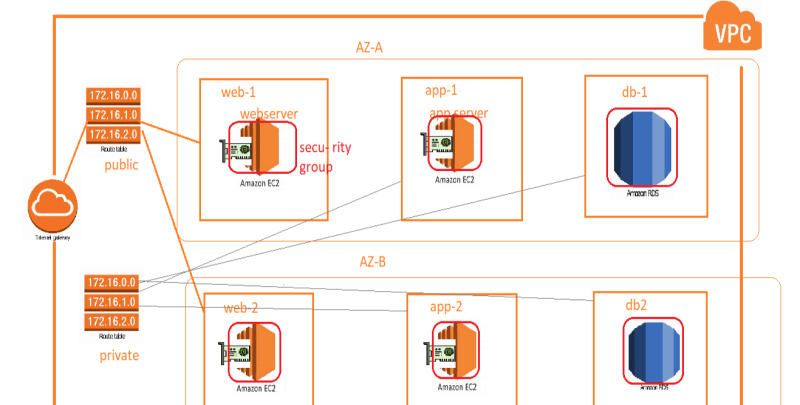 VPC
AZ-A
172.16.0.0
172.16.1.0
172.16.2.0
Route table
public
web-1
webserver
secu- rity
group
Amazon EC2
app-1
app server
Amazon EC2
db-1
Amazon RDS
Internet gateway
AZ-B
172.16.0.0
172.16.1.0
172.16.2.0
Route table
private
web-2
Amazon EC2
app-2
Amazon EC2
db2
Amazon RDS